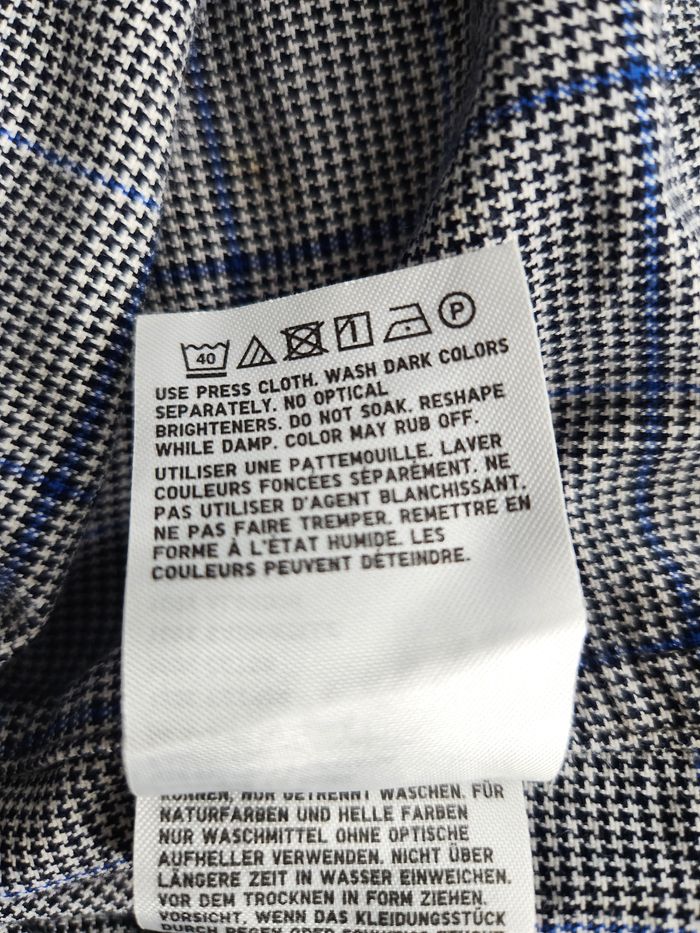 40 P
USE PRESS CLOTH. WASH DARK COLORS
SEPARATELY. NO OPTICAL
BRIGHTENERS. DO NOT SOAK. RESHAPE
WHILE DAMP. COLOR MAY RUB OFF.
UTILISER UNE PATTEMOUILLE. LAVER
COULEURS FONCÉES SÉPARÉMENT. NE
PAS UTILISER D'AGENT BLANCHISSANT.
NE PAS FAIRE TREMPER. REMETTRE EN
FORME À L'ÉTAT HUMIDE. LES
COULEURS PEUVENT DÉTEINDRE.
KÖNNEN, NUR GETRENNT WASCHEN. FÜR
NATURFARBEN UND HELLE FARBEN
NUR WASCHMITTEL OHNE OPTISCHE
AUFHELLER VERWENDEN. NICHT ÜBER
LÄNGERE ZEIT IN WASSER EINWEICHEN.
VOR DEM TROCKNEN IN FORM ZIEHEN.
VORSICHT, WENN DAS KLEIDUNGSSTÜCK
DURCH REGEN ODER